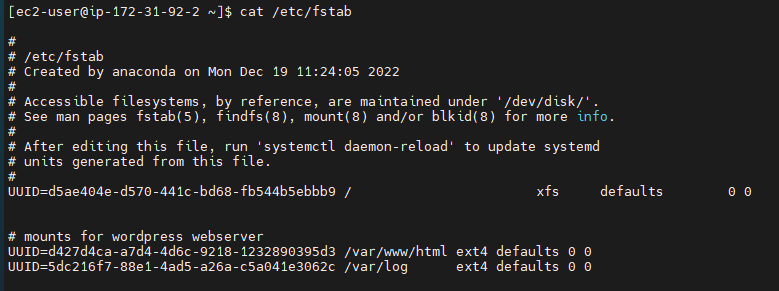 [ec2-user@ip-172-31-92-2 ~]$ cat /etc/fstab
#
# /etc/fstab
# Created by anaconda on Mon Dec 19 11:24:05 2022
#
# Accessible filesystems, by reference, are maintained under '/dev/disk/'.
# See man pages fstab(5), findfs(8), mount(8) and/or blkid(8) for more info.
#
# After editing this file, run 'systemctl daemon-reload' to update systemd
# units generated from this file.
#
UUID=d5ae404e-d570-441c-bd68-fb544b5ebbb9 /                       xfs     defaults        0 0
# mounts for wordpress webserver
UUID=d427d4ca-a7d4-4d6c-9218-1232890395d3 /var/www/html ext4 defaults 0 0
UUID=5dc216f7-88e1-4ad5-a26a-c5a041e3062c /var/log      ext4 defaults 0 0